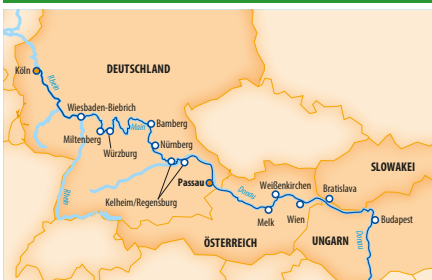 DEUTSCHLAND
Köln
Rhein
Wiesbaden-Biebrich
Main
Bamberg
Miltenberg
Würzburg
Nürnberg
Rhein
Kelheim/Regensburg
Passau
Donau
Weißenkirchen
Melk
Wien
Bratislava
SLOWAKEI
Budapest
Donau
ÖSTERREICH
UNGARN